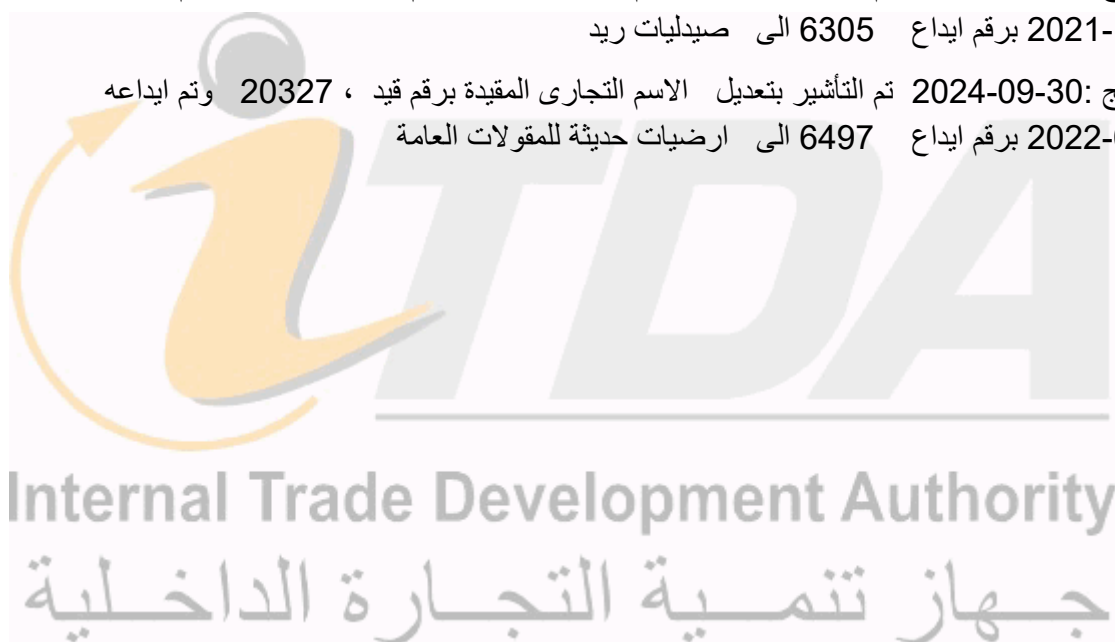 2021- برقم ايداع 6305 الى صيدليات ريد
2024-09-30: تم التأشير بتعديل الاسم التجارى المقيدة برقم قيد ، 20327 وتم ايداعه
2022- برقم ايداع 6497 الى ارضيات حديثة للمقولات العامة
iTDA
Internal Trade Development Authority
جهاز تنمية التجارة الداخلية